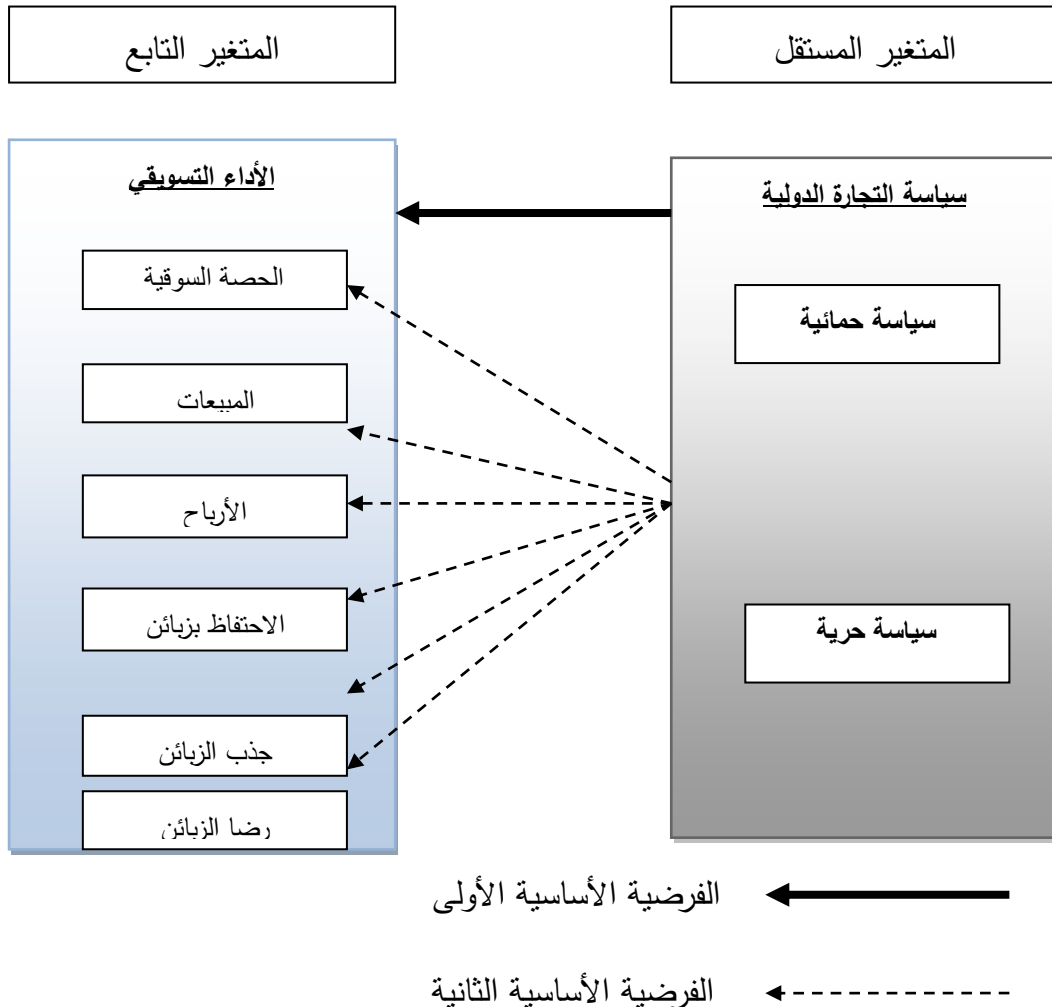 المتغير المستقل
المتغير التابع
سياسة التجارة الدولية
سياسة حمائية
سياسة حرية
الأداء التسويقي
الحصة السوقية
المبيعات
الأرباح
الاحتفاظ بزبائن
جذب الزبائن
رضا الزبائن
الفرضية الأساسية الأولى
الفرضية الأساسية الثانية